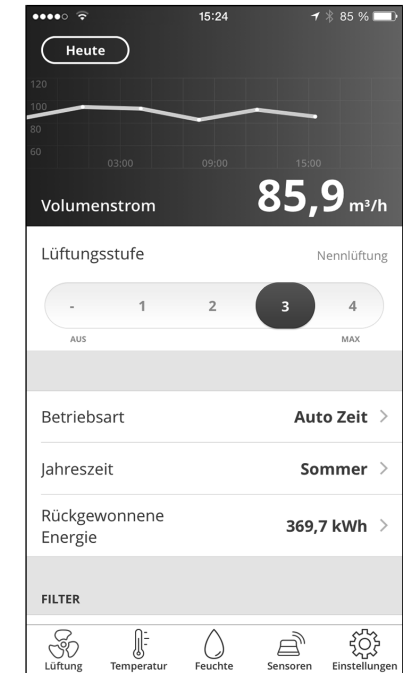 15:24 85 %
Heute
120
100
80
60
03:00 09:00 15:00
Volumenstrom 85,9 m³/h
Lüftungsstufe Nennlüftung
- 1 2 3 4
AUS MAX
Betriebsart Auto Zeit
Jahreszeit Sommer
Rückgewonnene
Energie 369,7 kWh
FILTER
Lüftung Temperatur Feuchte Sensoren Einstellungen